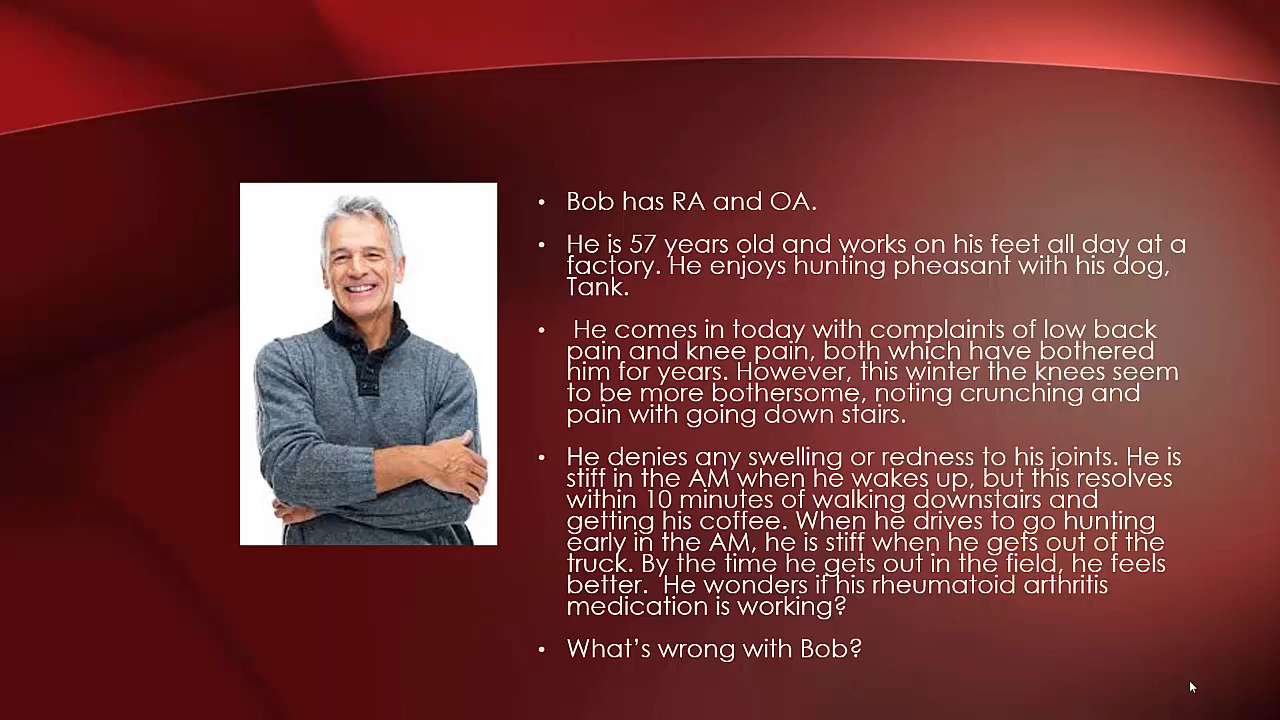 • Bob has RA and OA.
• He is 57 years old and works on his feet all day at a
factory. He enjoys hunting pheasant with his dog,
Tank.
• He comes in today with complaints of low back
pain and knee pain, both which have bothered
him for years. However, this winter the knees seem
to be more bothersome, noting crunching and
pain with going down stairs.
• He denies any swelling or redness to his joints. He is
stiff in the AM when he wakes up, but this resolves
within 10 minutes of walking downstairs and
getting his coffee. When he drives to go hunting
early in the AM, he is stiff when he gets out of the
truck. By the time he gets out in the field, he feels
better. He wonders if his rheumatoid arthritis
medication is working?
• What's wrong with Bob?